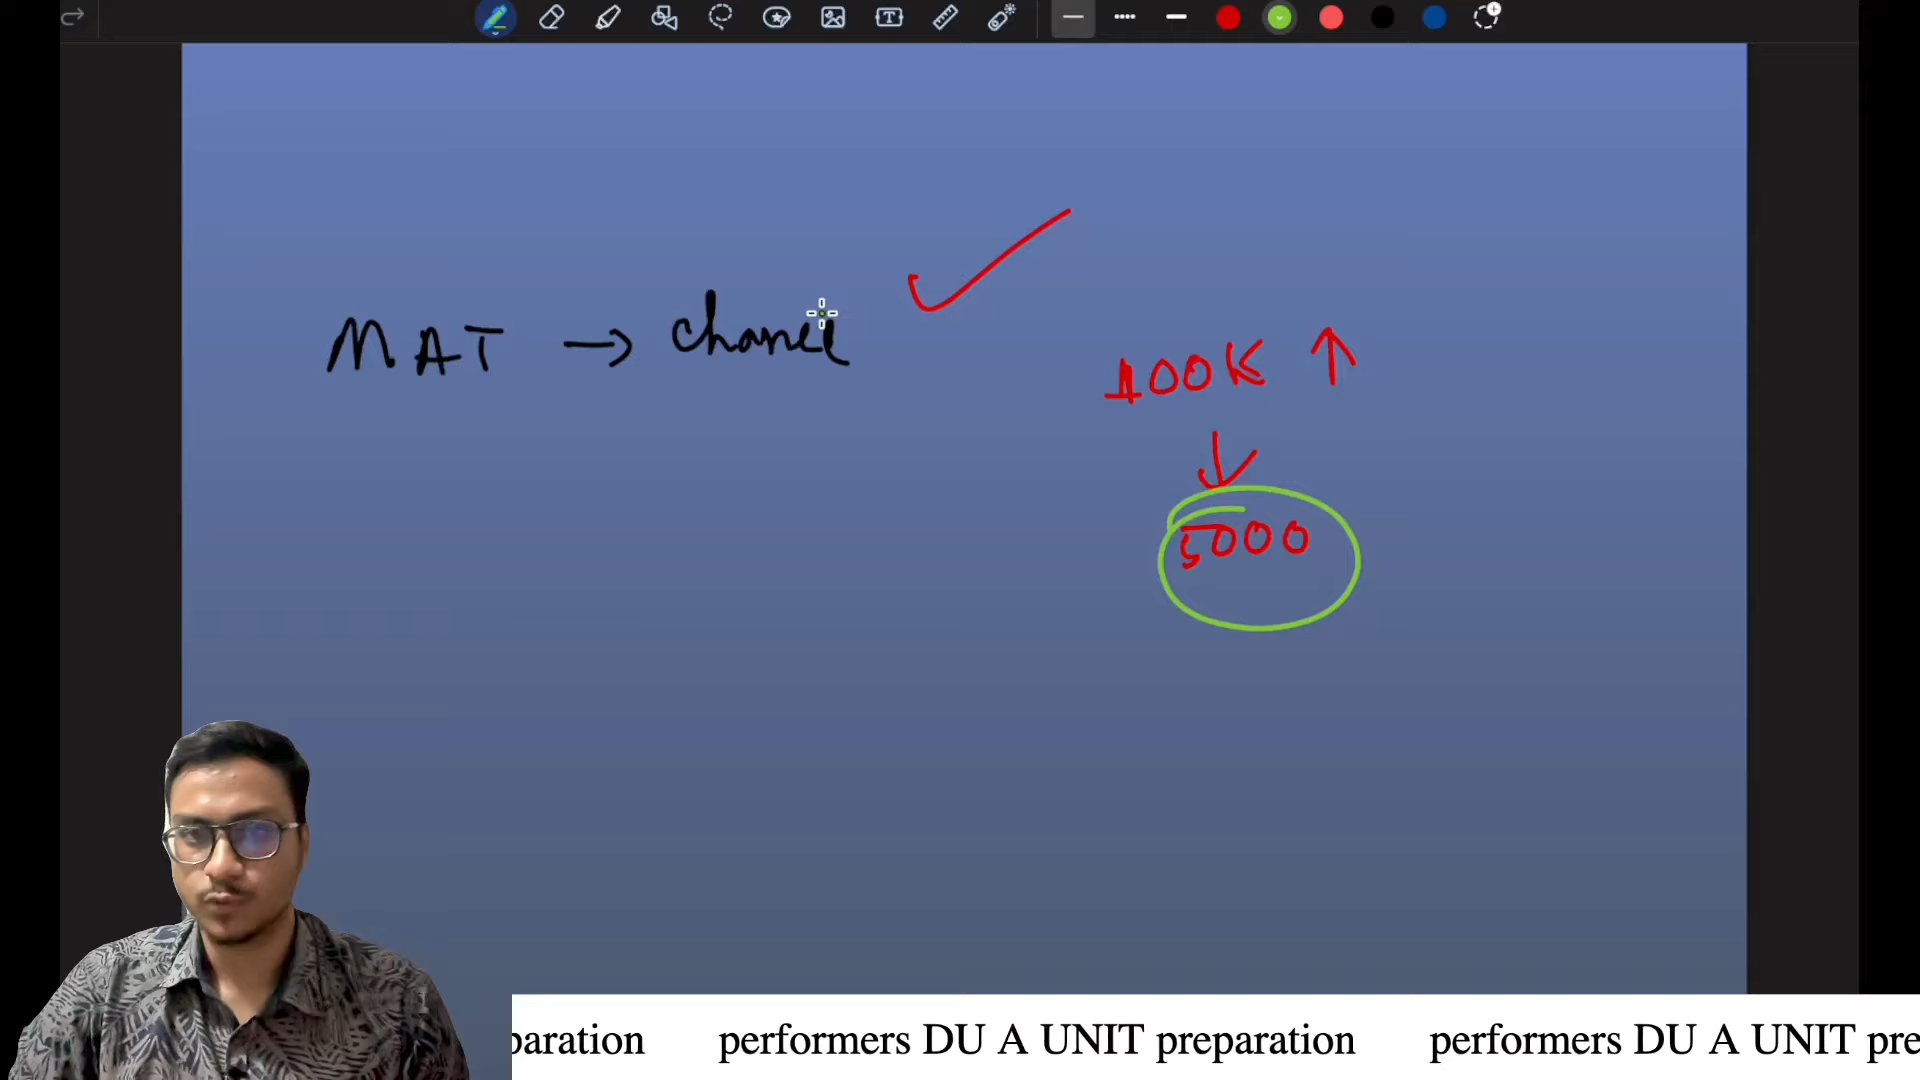 MAT → chance
100K ↑
↓
5000
paration performers DU A UNIT preparation performers DU A UNIT pre